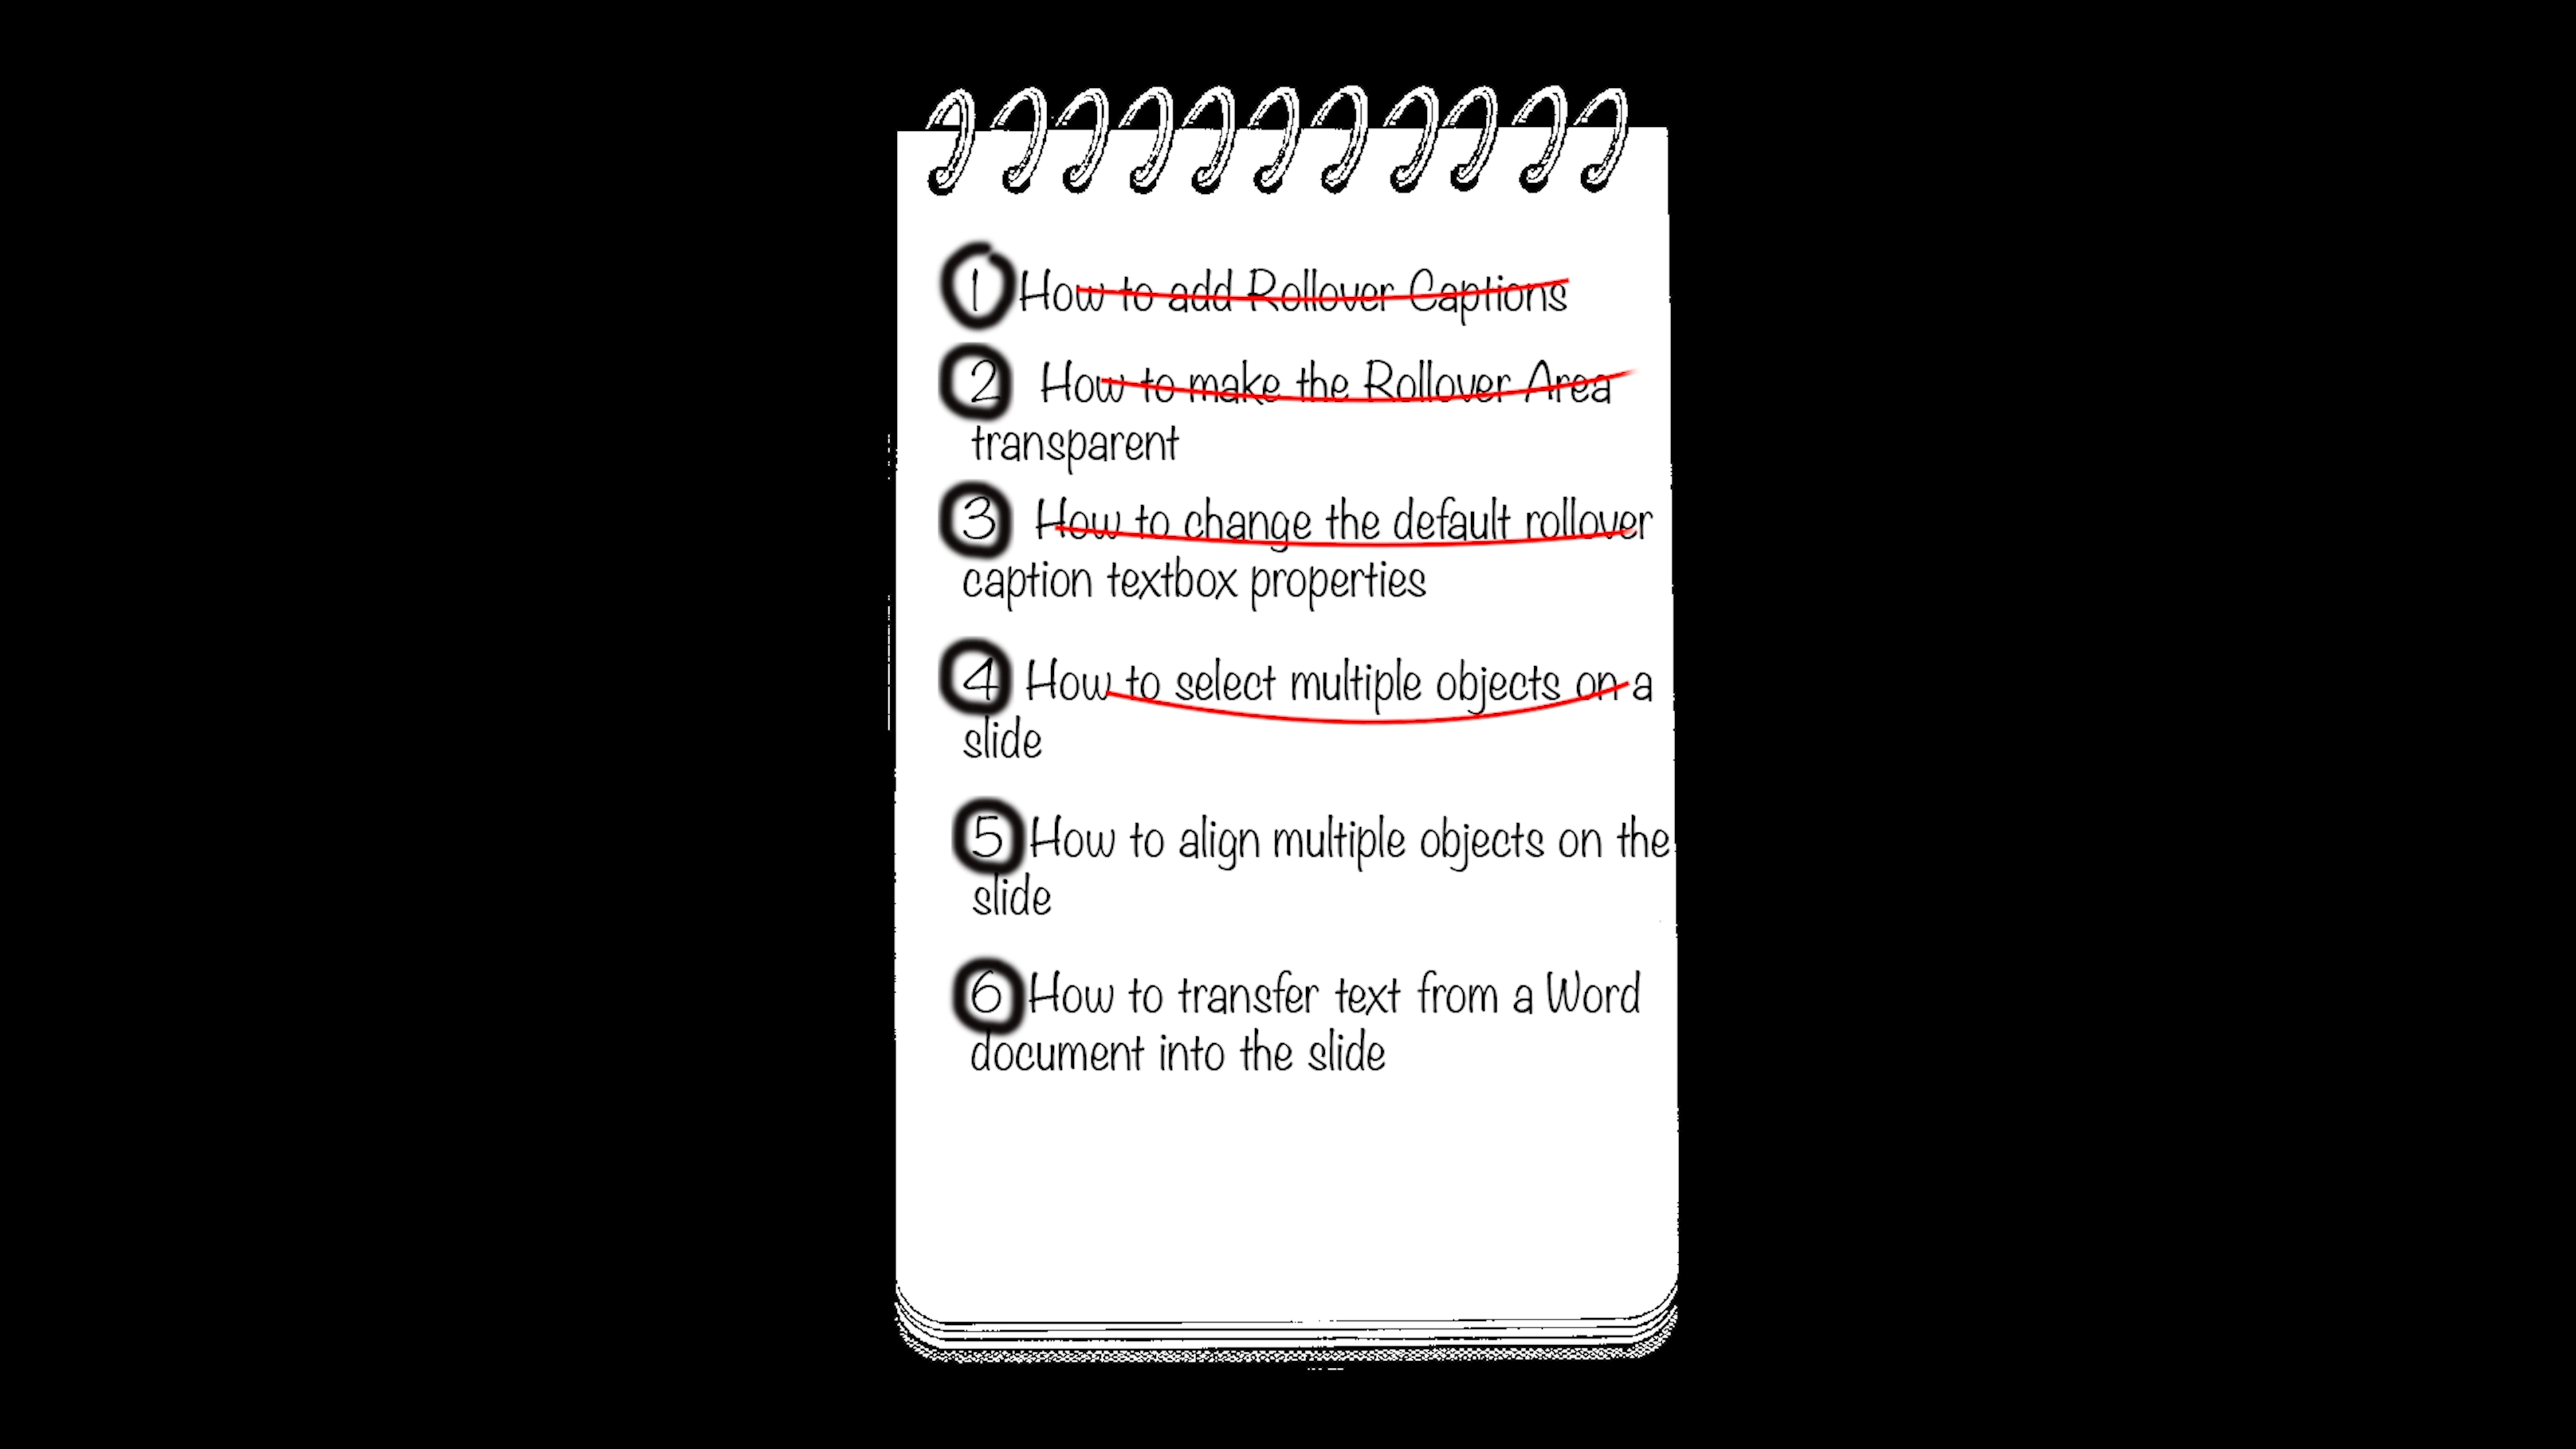 1 How to add Rollover Captions
2 How to make the Rollover Area
transparent
3 How to change the default rollover
caption textbox properties
4 How to select multiple objects on a
slide
5 How to align multiple objects on the
slide
6 How to transfer text from a Word
document into the slide